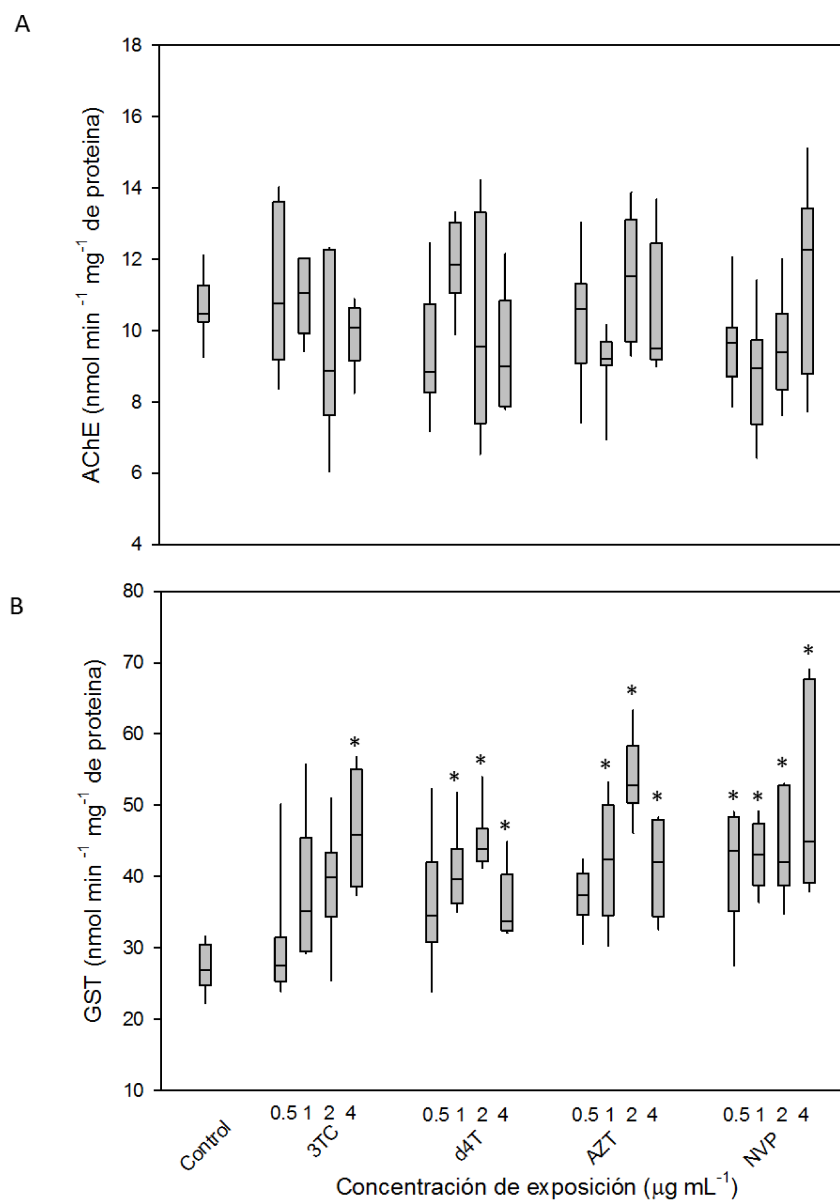 A
18
16
14
12
10
8
6
4
AChE (nmol min⁻¹ mg⁻¹ de proteina)
B
80
70
60
50
40
30
20
10
GST (nmol min⁻¹ mg⁻¹ de proteina)
*
* * *
* * *
* * * *
0.5 1 2 4 0.5 1 2 4 0.5 1 2 4 0.5 1 2 4
Control 3TC d4T AZT NVP
Concentración de exposición (μg mL⁻¹)